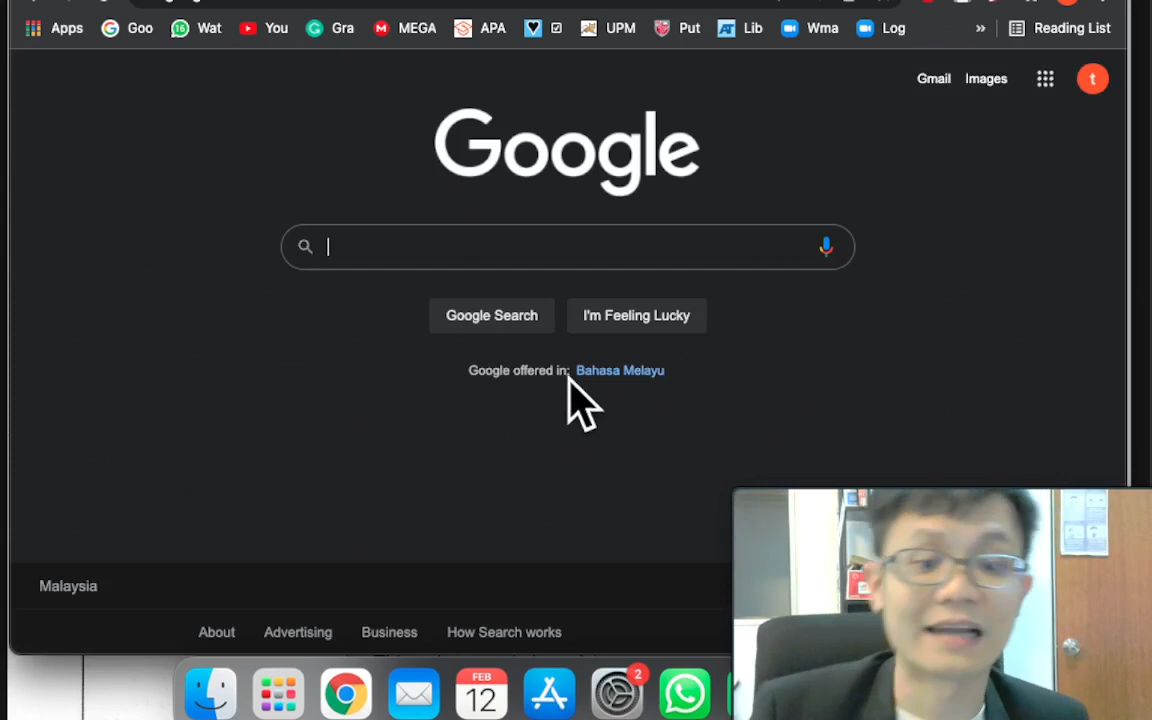 Apps Goo Wat You Gra MEGA APA UPM Put Lib Wma Log » Reading List
16
Gmail Images t
Google
Google Search I'm Feeling Lucky
Google offered in: Bahasa Melayu
Malaysia
About Advertising Business How Search works
FEB
12
2